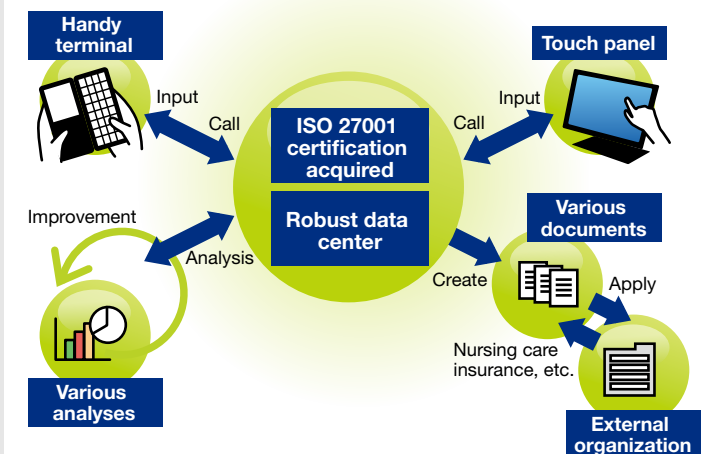 Handy
terminal
Touch panel
Input
Call
Input
Call
ISO 27001
certification
acquired
Robust data
center
Improvement
Analysis
Various
documents
Create
Apply
Nursing care
insurance, etc.
Various
analyses
External
organization